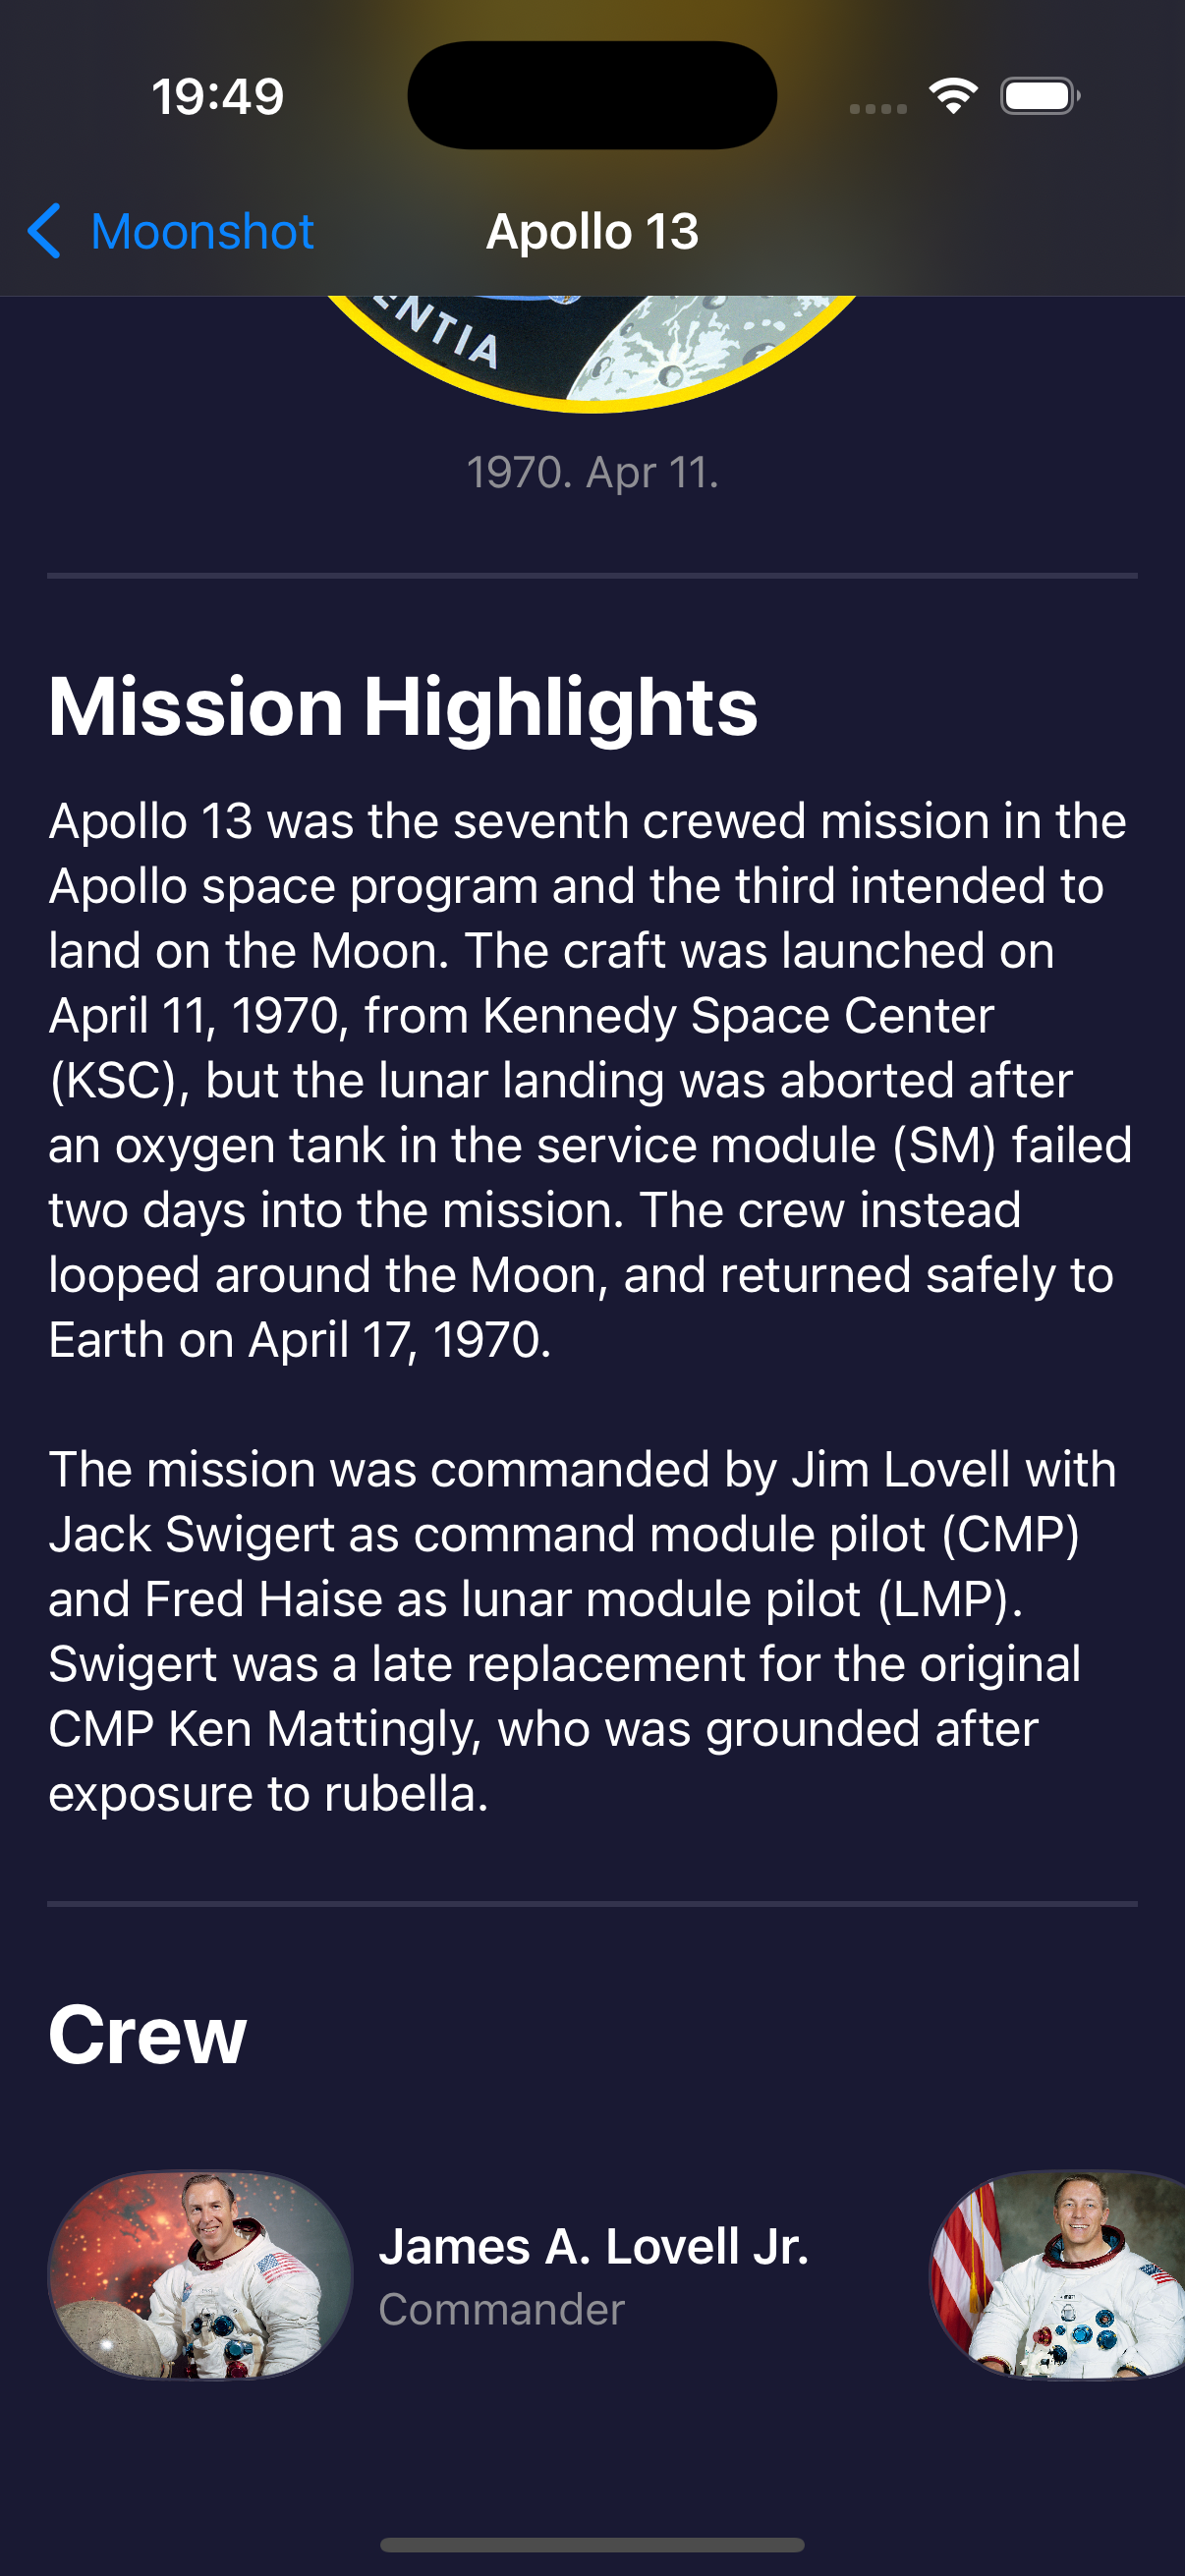 19:49
Moonshot
Apollo 13
ENTIA
1970. Apr 11.
Mission Highlights
Apollo 13 was the seventh crewed mission in the
Apollo space program and the third intended to
land on the Moon. The craft was launched on
April 11, 1970, from Kennedy Space Center
(KSC), but the lunar landing was aborted after
an oxygen tank in the service module (SM) failed
two days into the mission. The crew instead
looped around the Moon, and returned safely to
Earth on April 17, 1970.
The mission was commanded by Jim Lovell with
Jack Swigert as command module pilot (CMP)
and Fred Haise as lunar module pilot (LMP).
Swigert was a late replacement for the original
CMP Ken Mattingly, who was grounded after
exposure to rubella.
Crew
James A. Lovell Jr.
Commander